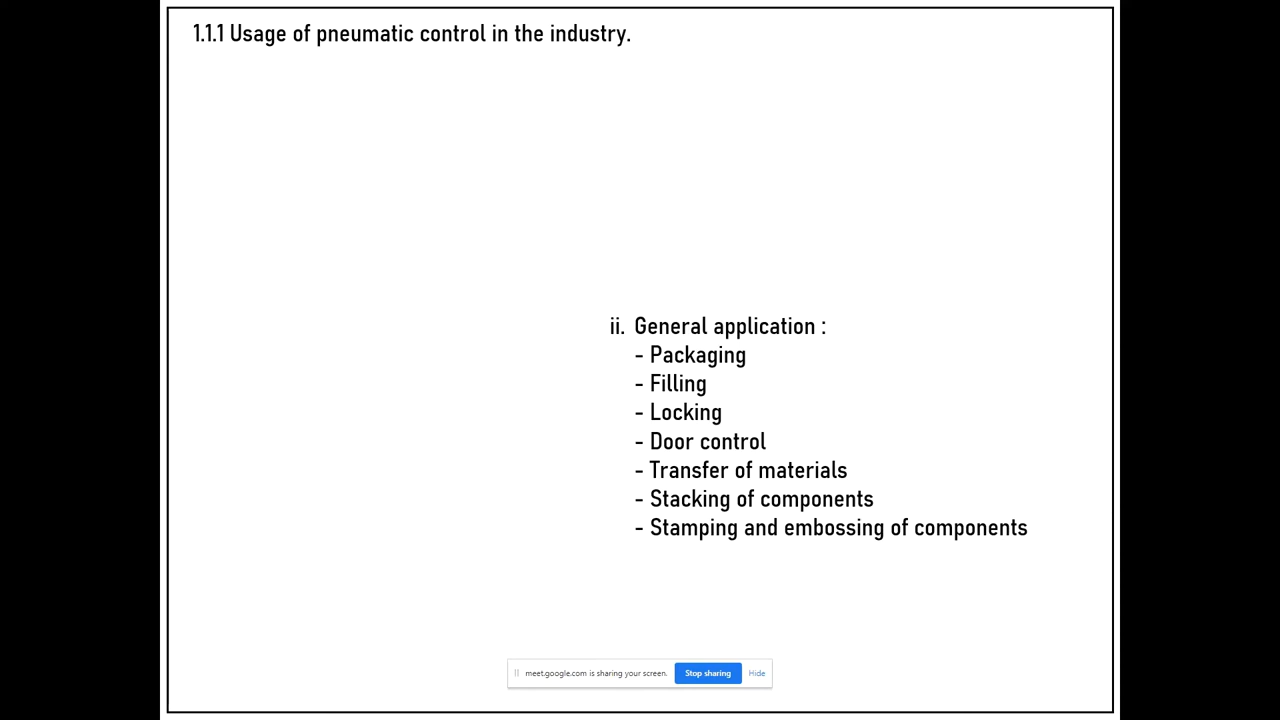 1.1.1 Usage of pneumatic control in the industry.
ii. General application :
- Packaging
- Filling
- Locking
- Door control
- Transfer of materials
- Stacking of components
- Stamping and embossing of components
meet.google.com is sharing your screen. Stop sharing Hide